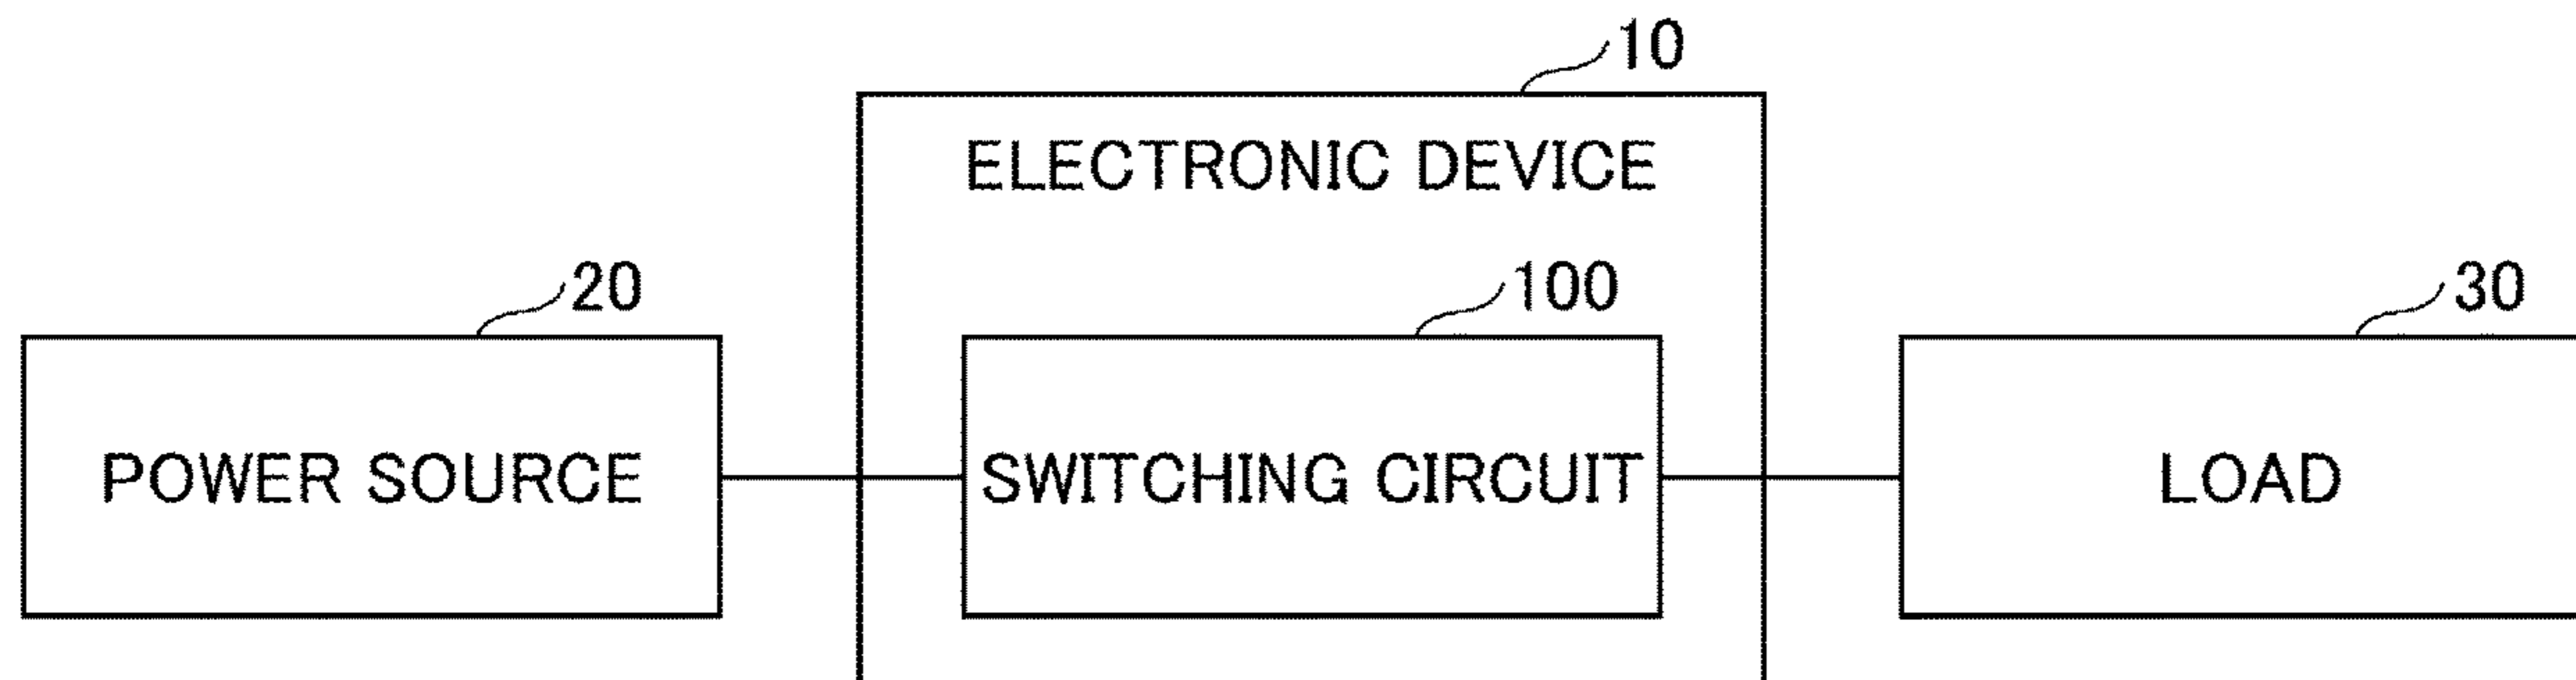 10
ELECTRONIC DEVICE
20
100
30
POWER SOURCE
SWITCHING CIRCUIT
LOAD